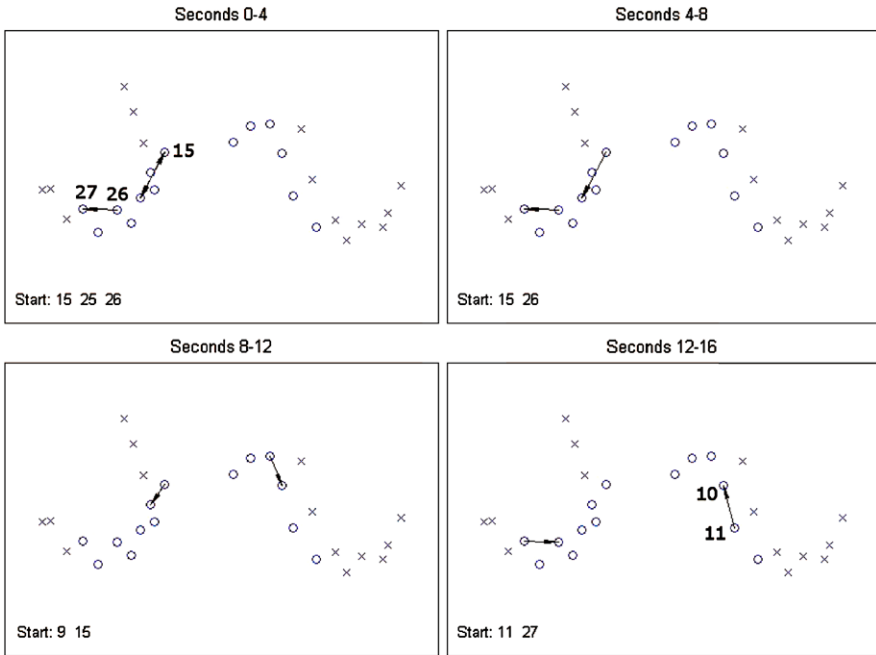 Seconds 0-4
15
27 26
Start: 15 25 26
Seconds 4-8
Start: 15 26
Seconds 8-12
Start: 9 15
Seconds 12-16
10
11
Start: 11 27